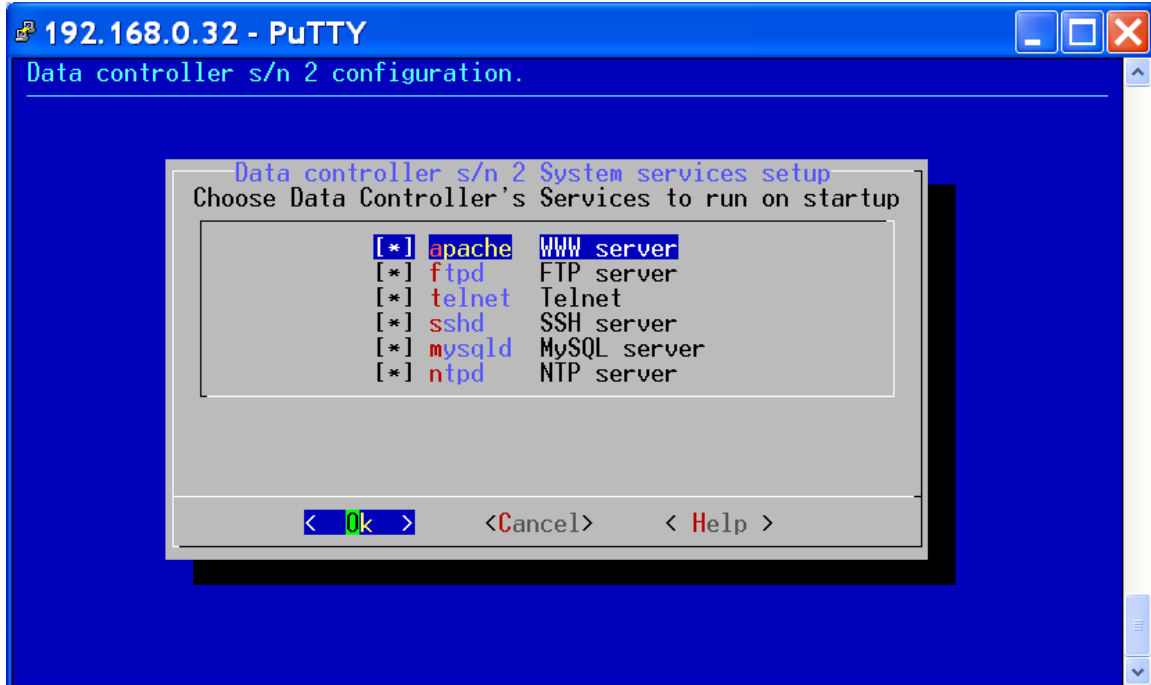 192.168.0.32 - PuTTY
Data controller s/n 2 configuration.
Data controller s/n 2 System services setup
Choose Data Controller's Services to run on startup
[*] apache WWW server
[*] ftpd FTP server
[*] telnet Telnet
[*] sshd SSH server
[*] mysqld MySQL server
[*] ntpd NTP server
< Ok > <Cancel> < Help >